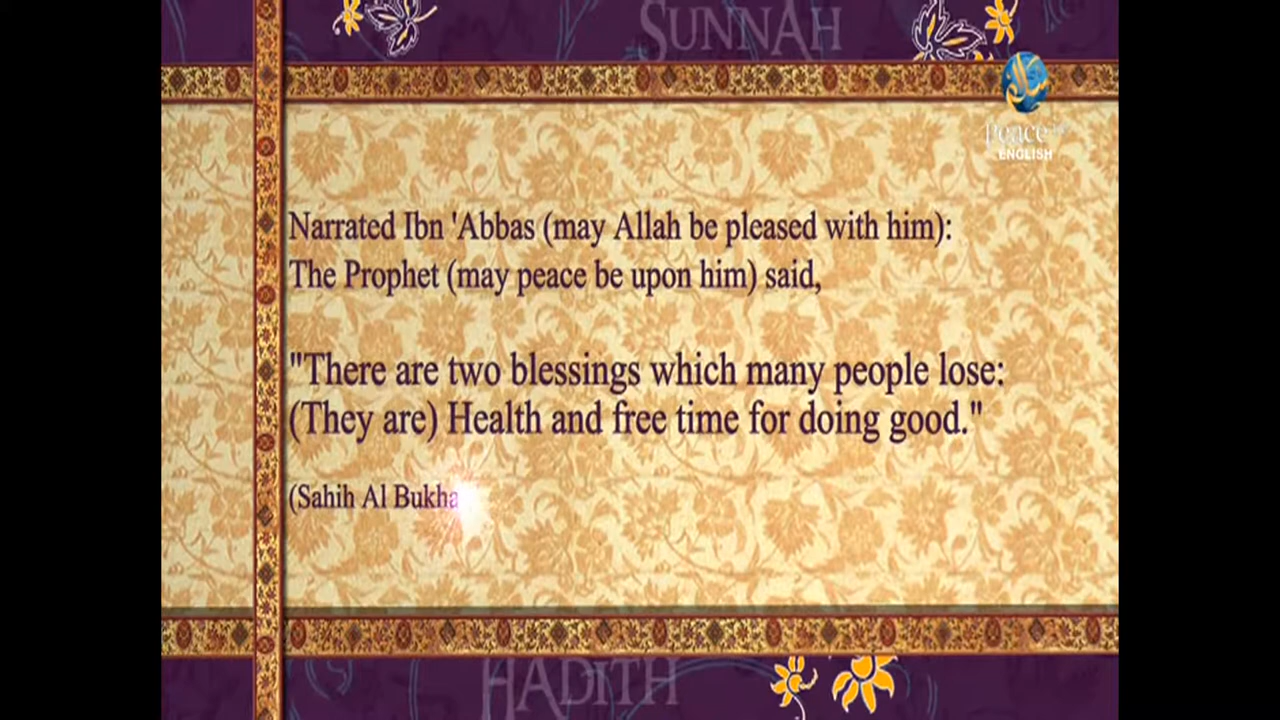 SUNNAH
Peace
ENGLISH
Narrated Ibn 'Abbas (may Allah be pleased with him):
The Prophet (may peace be upon him) said,
"There are two blessings which many people lose:
(They are) Health and free time for doing good."
(Sahih Al Bukha
HADITH